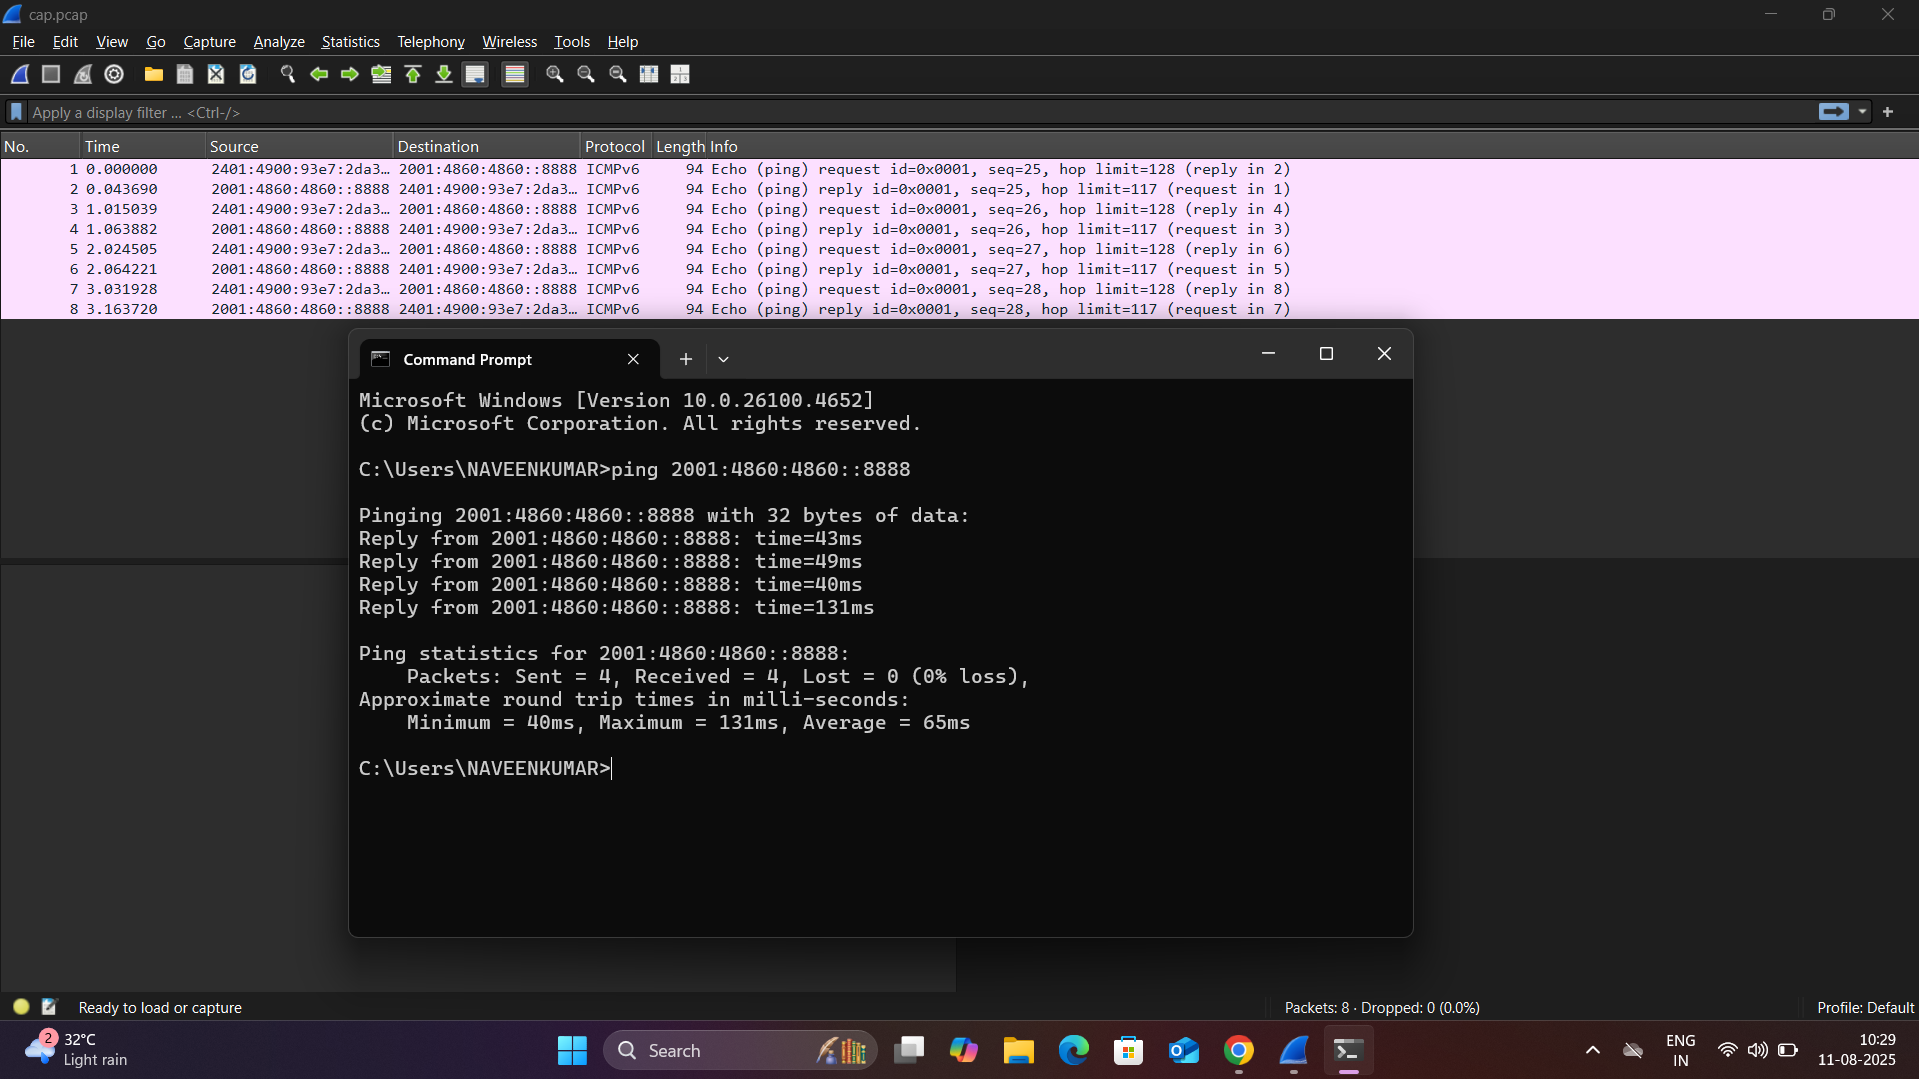 cap.pcap
File Edit View Go Capture Analyze Statistics Telephony Wireless Tools Help
Apply a display filter ... <Ctrl-/>
No. Time Source Destination Protocol Length Info
1 0.000000 2401:4900:93e7:2da3… 2001:4860:4860::8888 ICMPv6 94 Echo (ping) request id=0x0001, seq=25, hop limit=128 (reply in 2)
2 0.043690 2001:4860:4860::8888 2401:4900:93e7:2da3… ICMPv6 94 Echo (ping) reply id=0x0001, seq=25, hop limit=117 (request in 1)
3 1.015039 2401:4900:93e7:2da3… 2001:4860:4860::8888 ICMPv6 94 Echo (ping) request id=0x0001, seq=26, hop limit=128 (reply in 4)
4 1.063882 2001:4860:4860::8888 2401:4900:93e7:2da3… ICMPv6 94 Echo (ping) reply id=0x0001, seq=26, hop limit=117 (request in 3)
5 2.024505 2401:4900:93e7:2da3… 2001:4860:4860::8888 ICMPv6 94 Echo (ping) request id=0x0001, seq=27, hop limit=128 (reply in 6)
6 2.064221 2001:4860:4860::8888 2401:4900:93e7:2da3… ICMPv6 94 Echo (ping) reply id=0x0001, seq=27, hop limit=117 (request in 5)
7 3.031928 2401:4900:93e7:2da3… 2001:4860:4860::8888 ICMPv6 94 Echo (ping) request id=0x0001, seq=28, hop limit=128 (reply in 8)
8 3.163720 2001:4860:4860::8888 2401:4900:93e7:2da3… ICMPv6 94 Echo (ping) reply id=0x0001, seq=28, hop limit=117 (request in 7)
Command Prompt
Microsoft Windows [Version 10.0.26100.4652]
(c) Microsoft Corporation. All rights reserved.
C:\Users\NAVEENKUMAR>ping 2001:4860:4860::8888
Pinging 2001:4860:4860::8888 with 32 bytes of data:
Reply from 2001:4860:4860::8888: time=43ms
Reply from 2001:4860:4860::8888: time=49ms
Reply from 2001:4860:4860::8888: time=40ms
Reply from 2001:4860:4860::8888: time=131ms
Ping statistics for 2001:4860:4860::8888:
Packets: Sent = 4, Received = 4, Lost = 0 (0% loss),
Approximate round trip times in milli-seconds:
Minimum = 40ms, Maximum = 131ms, Average = 65ms
C:\Users\NAVEENKUMAR>
Ready to load or capture
Packets: 8 · Dropped: 0 (0.0%)
Profile: Default
2
32°C
Light rain
Search
ENG
IN
10:29
11-08-2025